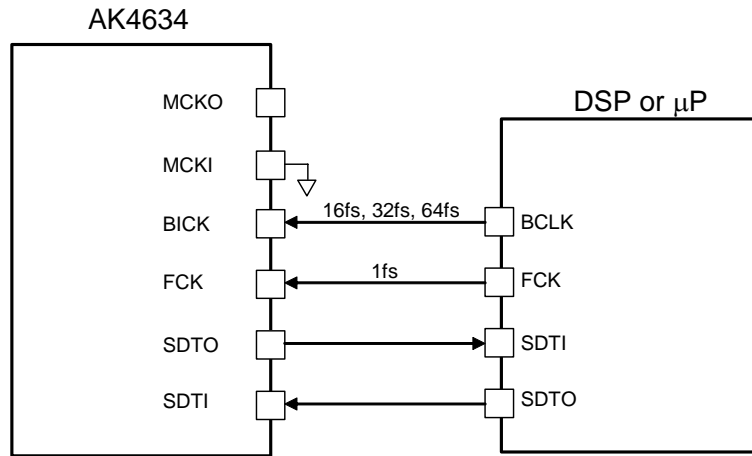 AK4634
DSP or μP
MCKO
MCKI
BICK
16fs, 32fs, 64fs
BCLK
FCK
1fs
FCK
SDTO
SDTI
SDTI
SDTO